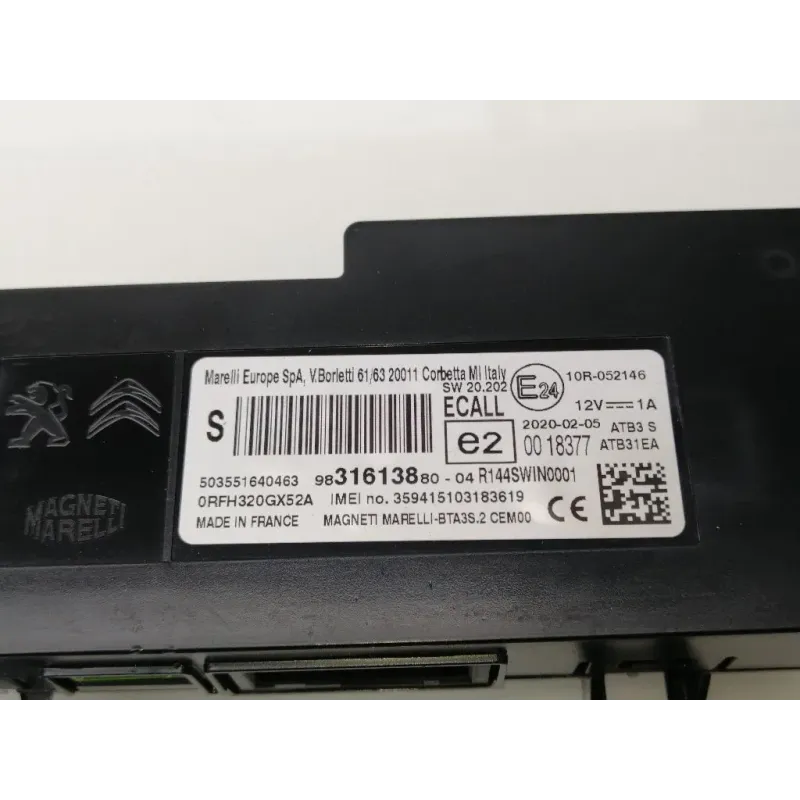 Marelli Europe SpA, V.Borletti 61/63 20011 Corbetta MI Italy
SW 20.202
E24
10R-052146
S
ECALL
12V 1A
e2
2020-02-05 ATB3 S
00 18377 ATB31EA
503551640463 9831613880-04 R144SWIN0001
0RFH320GX52A IMEI no. 359415103183619
MADE IN FRANCE MAGNETI MARELLI-BTA3S.2 CEM00
CE
MAGNETI
MARELLI